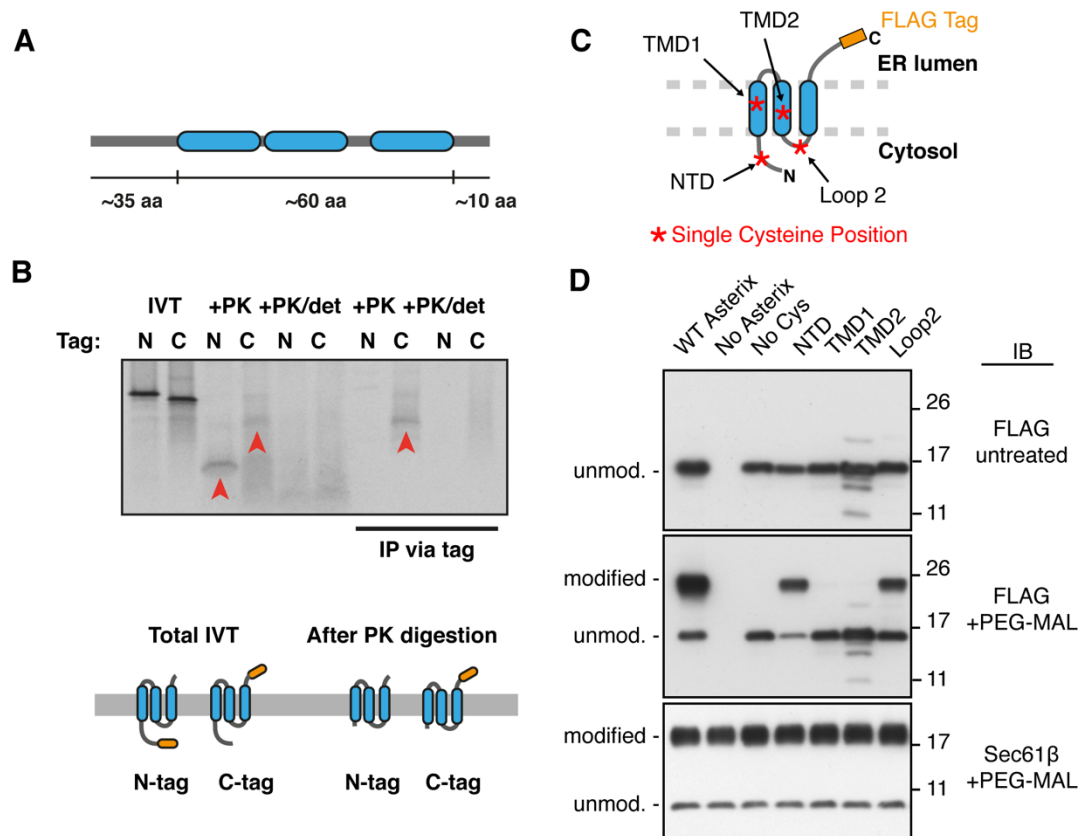 A
~35 aa ~60 aa ~10 aa
B
IVT +PK +PK/det +PK +PK/det
Tag: N C N C N C N C N C
IP via tag
Total IVT After PK digestion
N-tag C-tag N-tag C-tag
C
TMD2
FLAG Tag
TMD1
C
ER lumen
Cytosol
NTD
N
Loop 2
* Single Cysteine Position
D
WT Asterix
No Asterix
No Cys
NTD
TMD1
TMD2
Loop2
IB
26
FLAG
untreated
unmod. - 17
11
modified - 26
FLAG
+PEG-MAL
unmod. - 17
11
modified - 17
Sec61β
+PEG-MAL
11
unmod. -